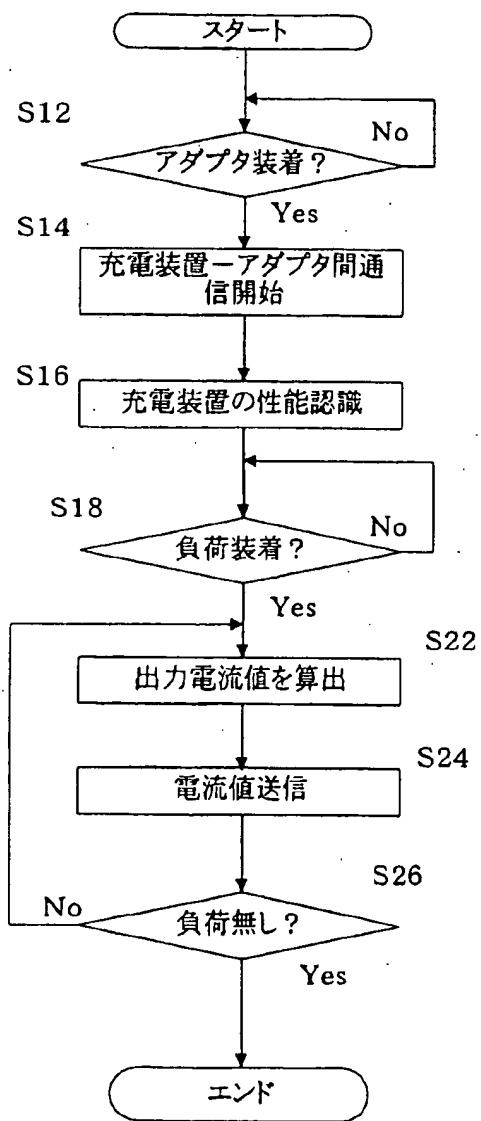 スタート
S12
No
アダプタ装着?
Yes
S14
充電装置ーアダプタ間通
信開始
S16
充電装置の性能認識
S18
No
負荷装着?
Yes
S22
出力電流値を算出
S24
電流値送信
S26
No
負荷無し?
Yes
エンド